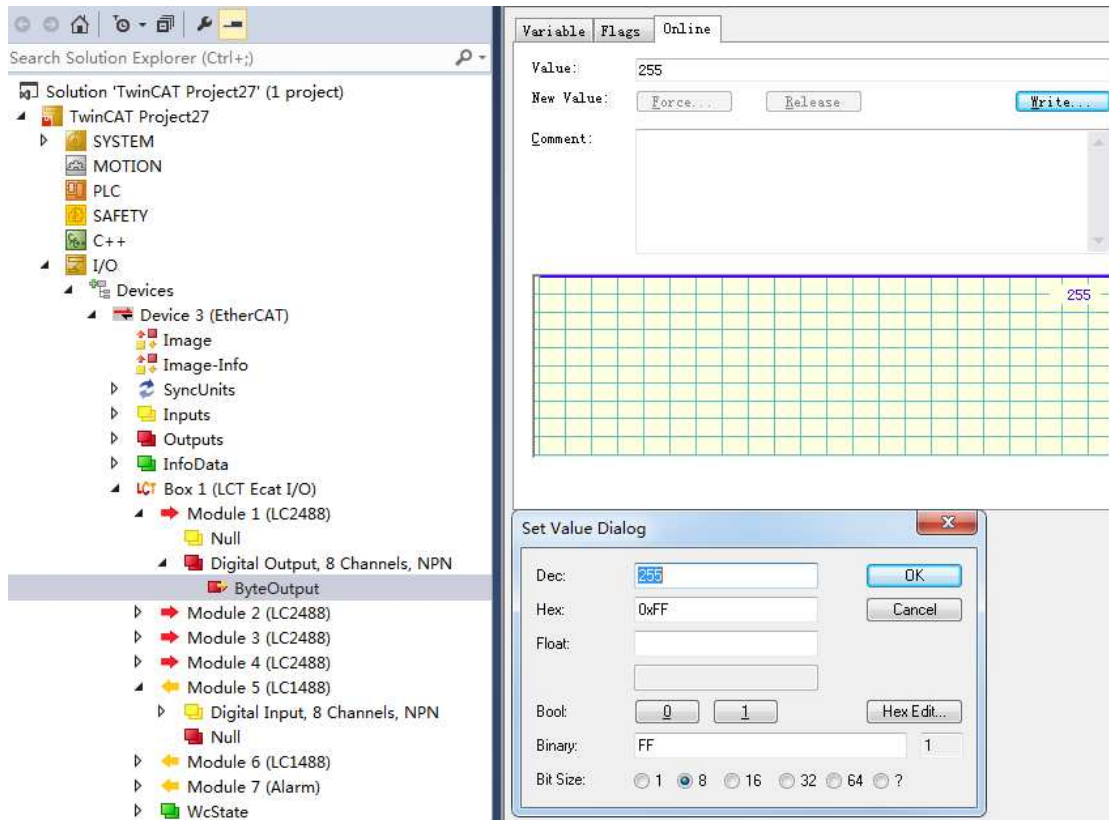 Search Solution Explorer (Ctrl+;)
Solution 'TwinCAT Project27' (1 project)
TwinCAT Project27
SYSTEM
MOTION
PLC
SAFETY
C++
I/O
Devices
Device 3 (EtherCAT)
Image
Image-Info
SyncUnits
Inputs
Outputs
InfoData
LCT Box 1 (LCT Ecat I/O)
Module 1 (LC2488)
Null
Digital Output, 8 Channels, NPN
ByteOutput
Module 2 (LC2488)
Module 3 (LC2488)
Module 4 (LC2488)
Module 5 (LC1488)
Digital Input, 8 Channels, NPN
Null
Module 6 (LC1488)
Module 7 (Alarm)
WcState
Variable Flags Online
Value: 255
New Value: Force... Release Write...
Comment:
255
Set Value Dialog
Dec: 255 OK
Hex: 0xFF Cancel
Float:
Bool: 0 1 Hex Edit...
Binary: FF 1
Bit Size: 1 8 16 32 64 ?